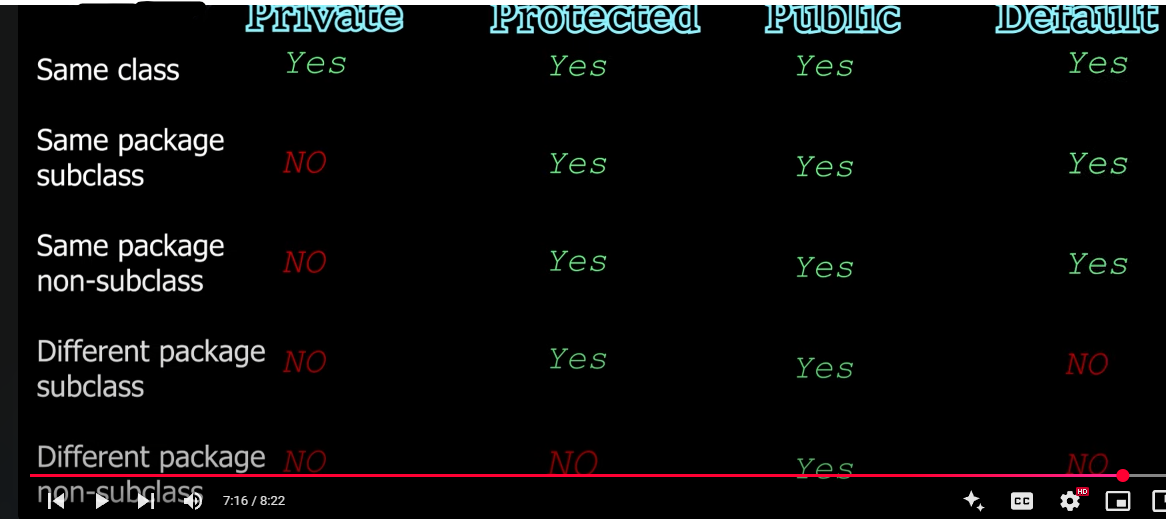 Private Protected Public Default
Same class Yes Yes Yes Yes
Same package
subclass NO Yes Yes Yes
Same package
non-subclass NO Yes Yes Yes
Different package
subclass NO Yes Yes NO
Different package NO NO Yes NO
non-subclass
7:16 / 8:22
CC
HD